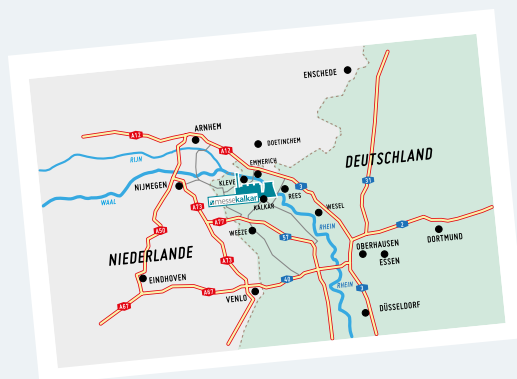 ENSCHEDE
ARNHEM
A12
A12
DOETINCHEM
RIJN
EMMERICH
DEUTSCHLAND
WAAL
KLEVE
NIJMEGEN
3
31
REES
messekalkar
KALKAR
A73
WESEL
A77
A50
WEEZE
RHEIN
2
57
DORTMUND
OBERHAUSEN
ESSEN
NIEDERLANDE
A73
EINDHOVEN
40
RHEIN
3
A67
VENLO
A67
DÜSSELDORF